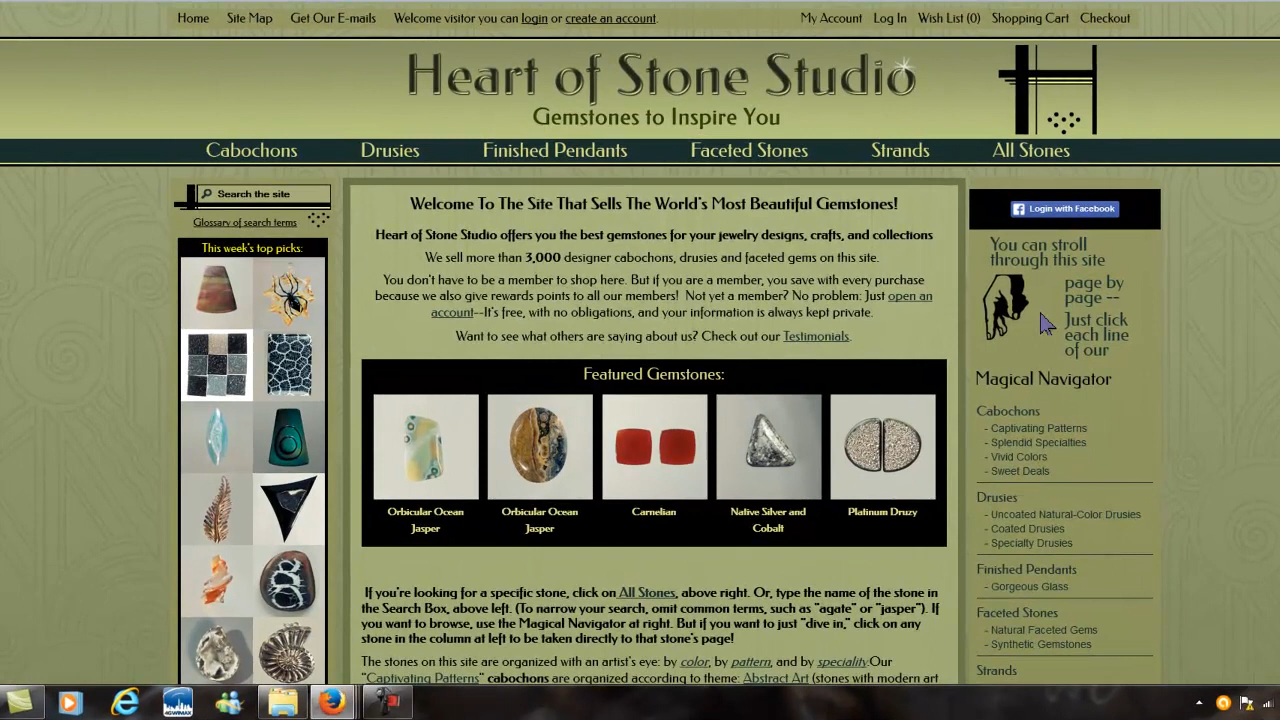 Home Site Map Get Our E-mails Welcome visitor you can login or create an account. My Account Log In Wish List (0) Shopping Cart Checkout
Heart of Stone Studio
Gemstones to Inspire You
Cabochons Drusies Finished Pendants Faceted Stones Strands All Stones
Search the site
Glossary of search terms
This week's top picks:
Welcome To The Site That Sells The World's Most Beautiful Gemstones!
Heart of Stone Studio offers you the best gemstones for your jewelry designs, crafts, and collections
We sell more than 3,000 designer cabochons, drusies and faceted gems on this site.
You don't have to be a member to shop here. But if you are a member, you save with every purchase
because we also give rewards points to all our members! Not yet a member? No problem: Just open an
account--It's free, with no obligations, and your information is always kept private.
Want to see what others are saying about us? Check out our Testimonials.
Featured Gemstones:
Orbicular Ocean
Jasper
Orbicular Ocean
Jasper
Carnelian
Native Silver and
Cobalt
Platinum Druzy
If you're looking for a specific stone, click on All Stones, above right. Or, type the name of the stone in
the Search Box, above left. (To narrow your search, omit common terms, such as "agate" or "jasper"). If
you want to browse, use the Magical Navigator at right. But if you want to just "dive in," click on any
stone in the column at left to be taken directly to that stone's page!
The stones on this site are organized with an artist's eye: by color, by pattern, and by speciality.Our
"Captivating Patterns" cabochons are organized according to theme: Abstract Art (stones with modern art
Login with Facebook
You can stroll
through this site
page by
page --
Just click
each line
of our
Magical Navigator
Cabochons
- Captivating Patterns
- Splendid Specialties
- Vivid Colors
- Sweet Deals
Drusies
- Uncoated Natural-Color Drusies
- Coated Drusies
- Specialty Drusies
Finished Pendants
- Gorgeous Glass
Faceted Stones
- Natural Faceted Gems
- Synthetic Gemstones
Strands